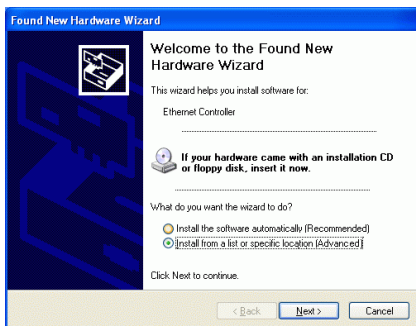 Found New Hardware Wizard
Welcome to the Found New
Hardware Wizard
This wizard helps you install software for:
Ethernet Controller
If your hardware came with an installation CD
or floppy disk, insert it now.
What do you want the wizard to do?
Install the software automatically (Recommended)
Install from a list or specific location (Advanced)
Click Next to continue.
< Back Next > Cancel